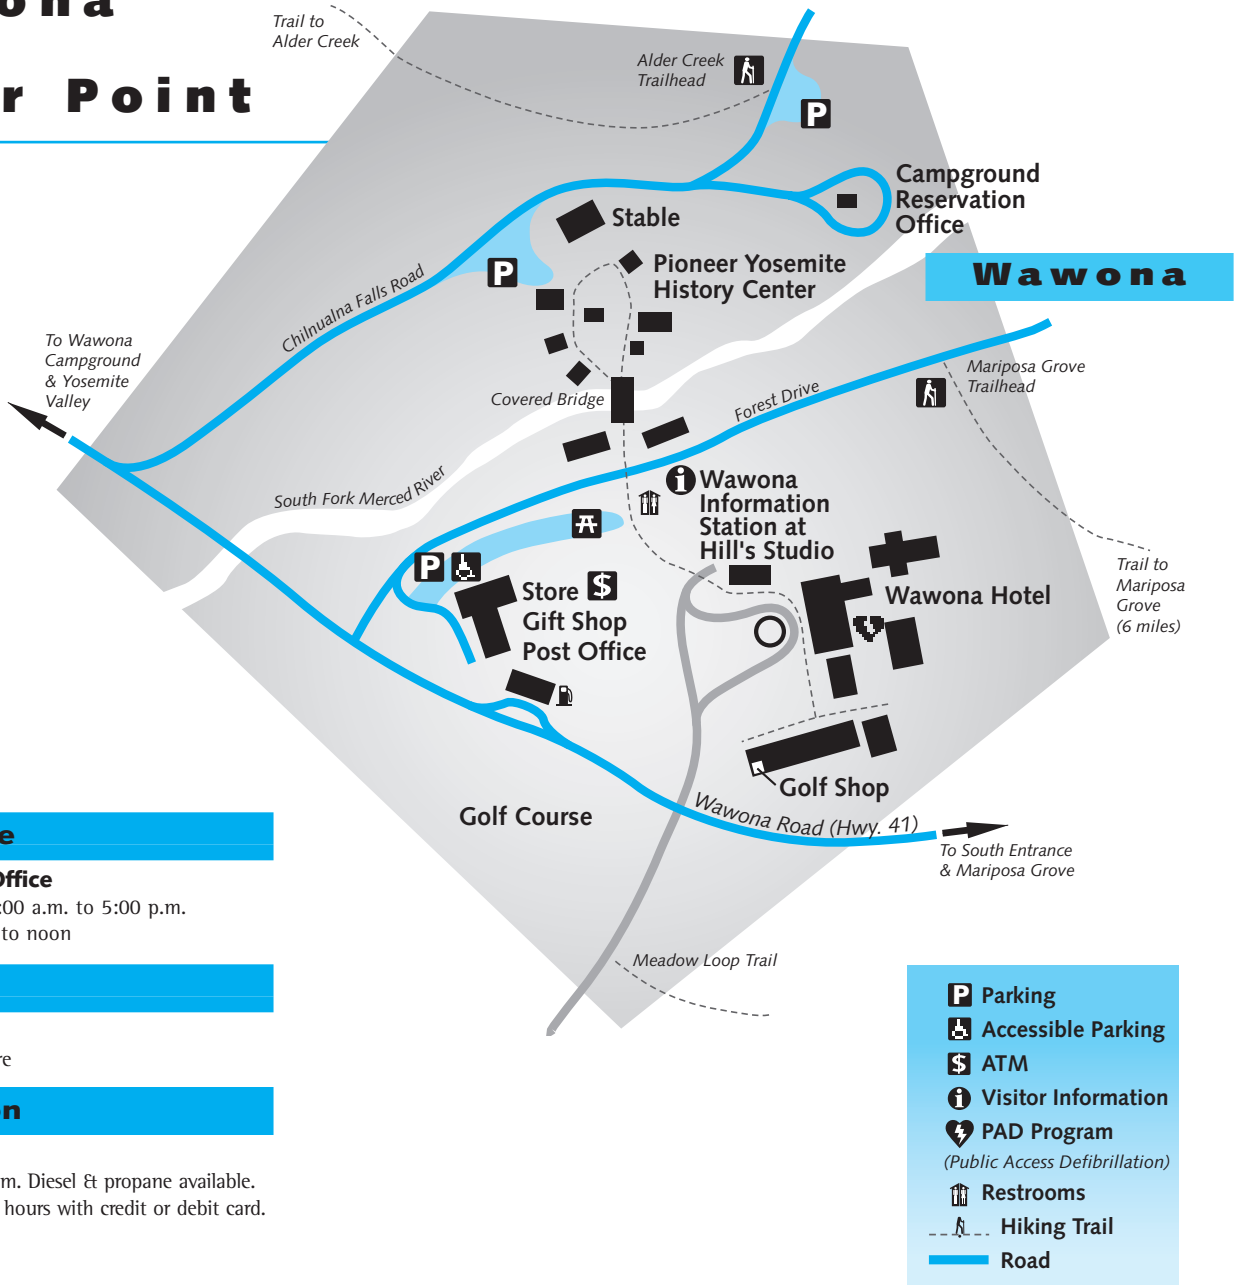 ona
r Point
Trail to
Alder Creek
Alder Creek
Trailhead
P
Campground
Reservation
Office
Stable
Pioneer Yosemite
History Center
P
Wawona
Chilnualna Falls Road
To Wawona
Campground
& Yosemite
Valley
Mariposa Grove
Trailhead
Covered Bridge
Forest Drive
South Fork Merced River
i
Wawona
Information
Station at
Hill's Studio
P
Store $
Gift Shop
Post Office
Wawona Hotel
Trail to
Mariposa
Grove
(6 miles)
Golf Shop
Golf Course
Wawona Road (Hwy. 41)
To South Entrance
& Mariposa Grove
Meadow Loop Trail
e
Office
:00 a.m. to 5:00 p.m.
to noon
re
on
m. Diesel & propane available.
hours with credit or debit card.
P Parking
Accessible Parking
$ ATM
i Visitor Information
PAD Program
(Public Access Defibrillation)
Restrooms
Hiking Trail
Road